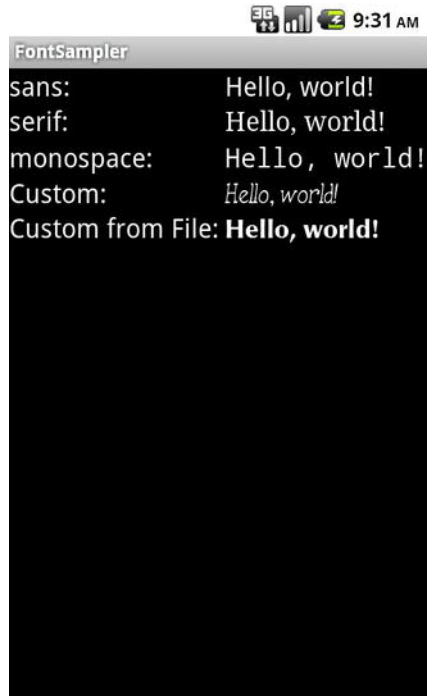 3G 9:31 AM
FontSampler
sans: Hello, world!
serif: Hello, world!
monospace: Hello, world!
Custom: Hello, world!
Custom from File: Hello, world!